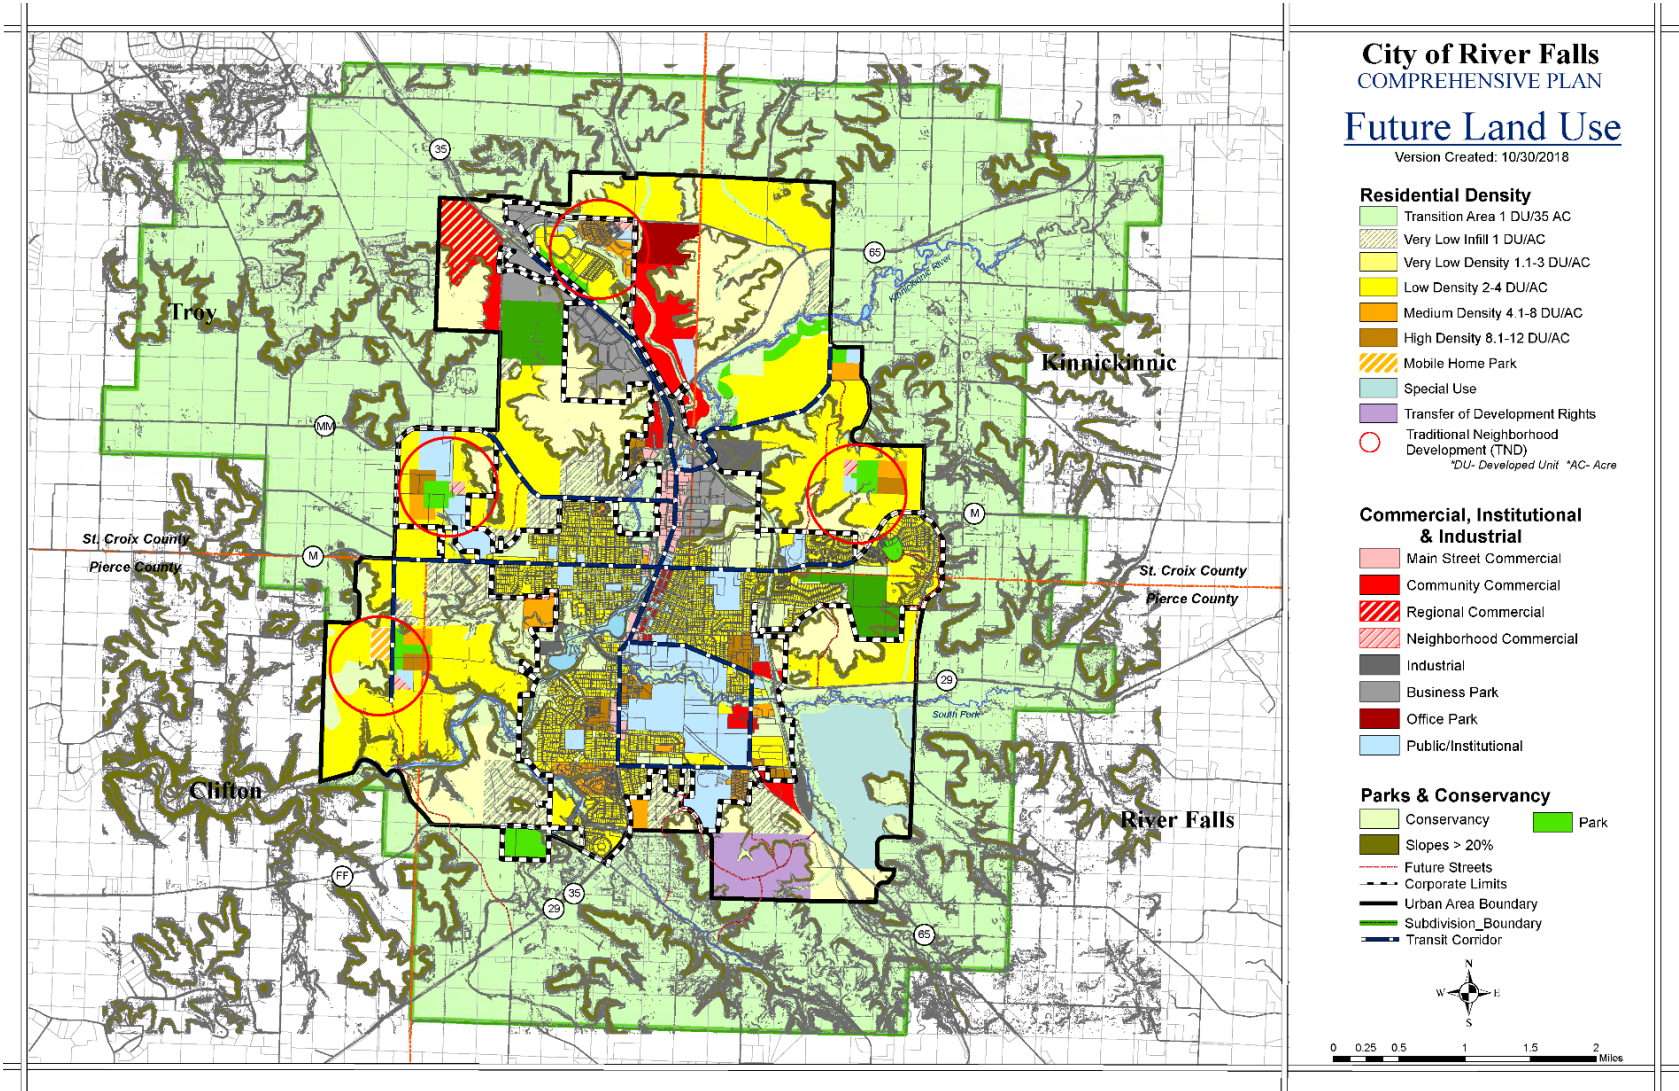 City of River Falls
COMPREHENSIVE PLAN
Future Land Use
Version Created: 10/30/2018
Residential Density
Transition Area 1 DU/35 AC
Very Low Infill 1 DU/AC
Very Low Density 1.1-3 DU/AC
Low Density 2-4 DU/AC
Medium Density 4.1-8 DU/AC
High Density 8.1-12 DU/AC
Mobile Home Park
Special Use
Transfer of Development Rights
Traditional Neighborhood
Development (TND)
*DU- Developed Unit *AC- Acre
Commercial, Institutional
& Industrial
Main Street Commercial
Community Commercial
Regional Commercial
Neighborhood Commercial
Industrial
Business Park
Office Park
Public/Institutional
Parks & Conservancy
Conservancy
Park
Slopes > 20%
Future Streets
Corporate Limits
Urban Area Boundary
Subdivision_Boundary
Transit Corridor
N
W E
S
0 0.25 0.5 1 1.5 2
Miles
35
65
Kinnickinnic River
Troy
Kinnickinnic
MM
M
St. Croix County
M
Pierce County
St. Croix County
Pierce County
29
South Fork
Clifton
River Falls
FF
35
29
65